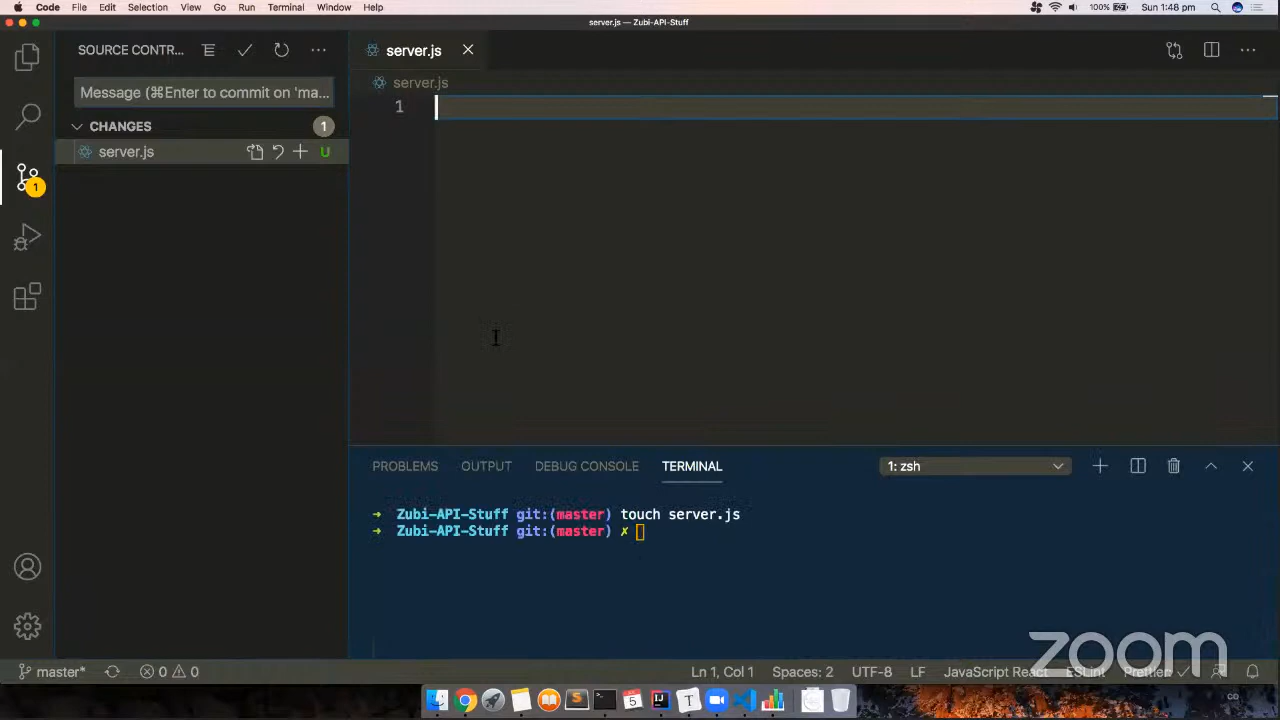 Code File Edit Selection View Go Run Terminal Window Help 100% Sun 1:48 pm
server.js — Zubi-API-Stuff
SOURCE CONTR... server.js
Message (⌘Enter to commit on 'ma... server.js
CHANGES 1
1
server.js U
1
PROBLEMS OUTPUT DEBUG CONSOLE TERMINAL 1: zsh
→ Zubi-API-Stuff git:(master) touch server.js
→ Zubi-API-Stuff git:(master) ✗
zoom
master* 0 0 Ln 1, Col 1 Spaces: 2 UTF-8 LF JavaScript React ESLint Prettier
5